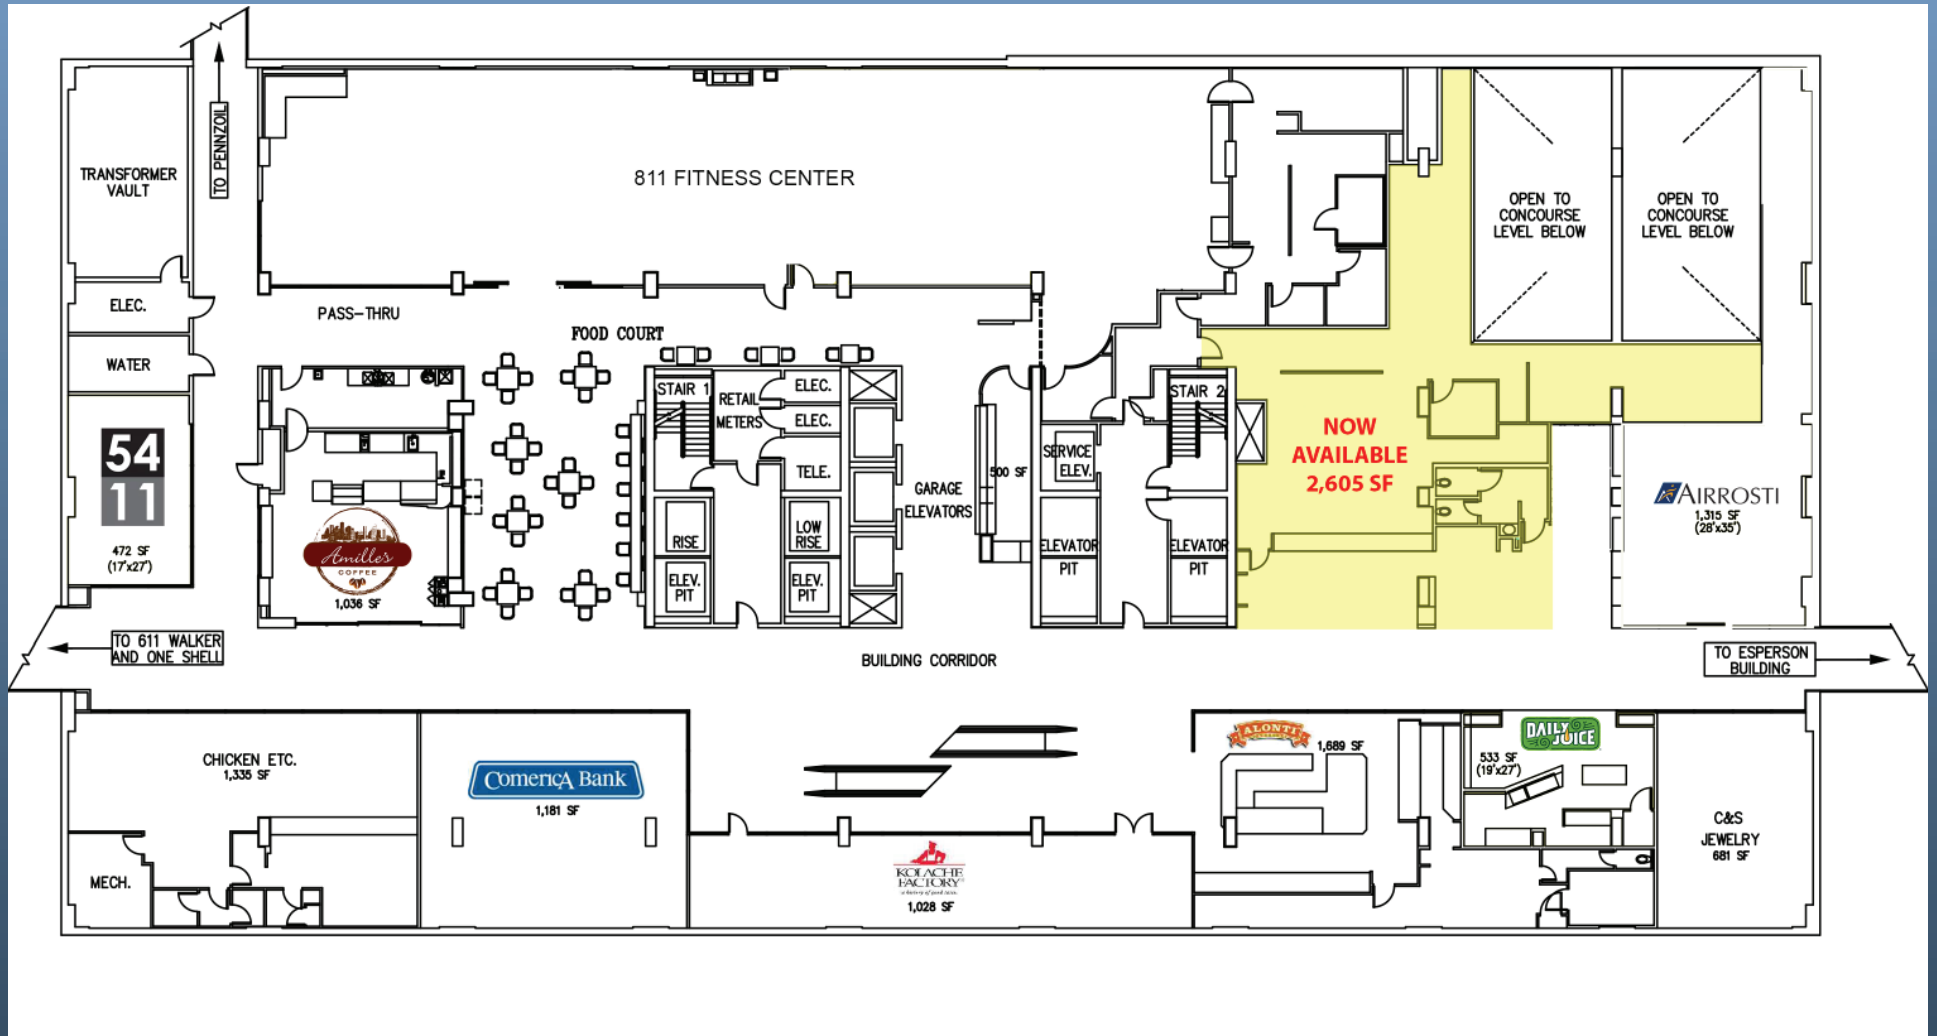 TO PENNZOIL
TRANSFORMER
VAULT
811 FITNESS CENTER
OPEN TO
CONCOURSE
LEVEL BELOW
OPEN TO
CONCOURSE
LEVEL BELOW
ELEC.
PASS-THRU
FOOD COURT
WATER
STAIR 1
RETAIL
METERS
ELEC.
ELEC.
TELE.
STAIR 2
NOW
AVAILABLE
2,605 SF
54
11
472 SF
(17'x27')
SERVICE
ELEV.
500 SF
GARAGE
ELEVATORS
AIRROSTI
1,315 SF
(28'x35')
RISE
LOW
RISE
ELEV.
PIT
ELEV.
PIT
ELEVATOR
PIT
ELEVATOR
PIT
Amille's
COFFEE
1,036 SF
TO 611 WALKER
AND ONE SHELL
BUILDING CORRIDOR
TO ESPERSON
BUILDING
CHICKEN ETC.
1,335 SF
COMERICA BANK
1,181 SF
ALONTI
1,689 SF
DAILY
JUICE
533 SF
(19'x27')
C&S
JEWELRY
681 SF
MECH.
KOLACHE
FACTORY
1,028 SF